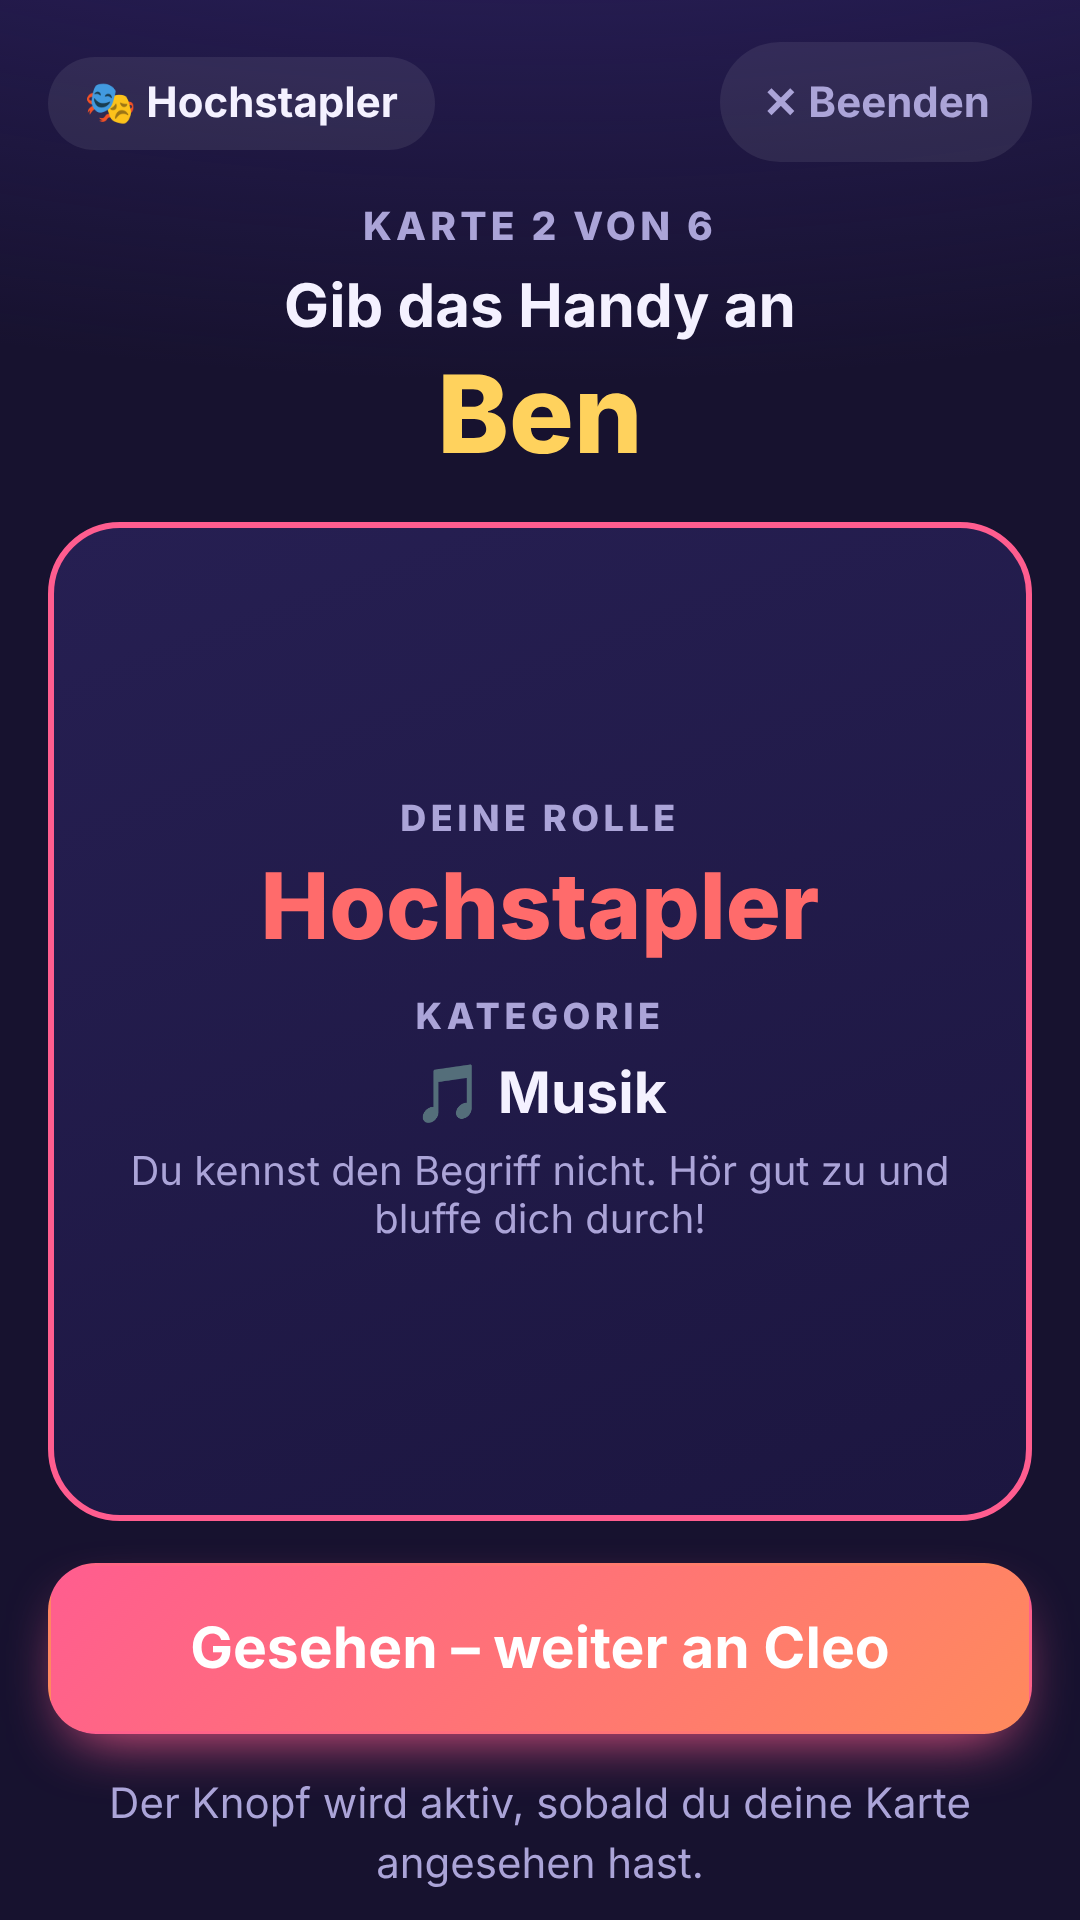 🎭 Hochstapler
✕ Beenden
KARTE 2 VON 6
Gib das Handy an
Ben
DEINE ROLLE
Hochstapler
KATEGORIE
🎵 Musik
Du kennst den Begriff nicht. Hör gut zu und
bluffe dich durch!
Gesehen – weiter an Cleo
Der Knopf wird aktiv, sobald du deine Karte
angesehen hast.